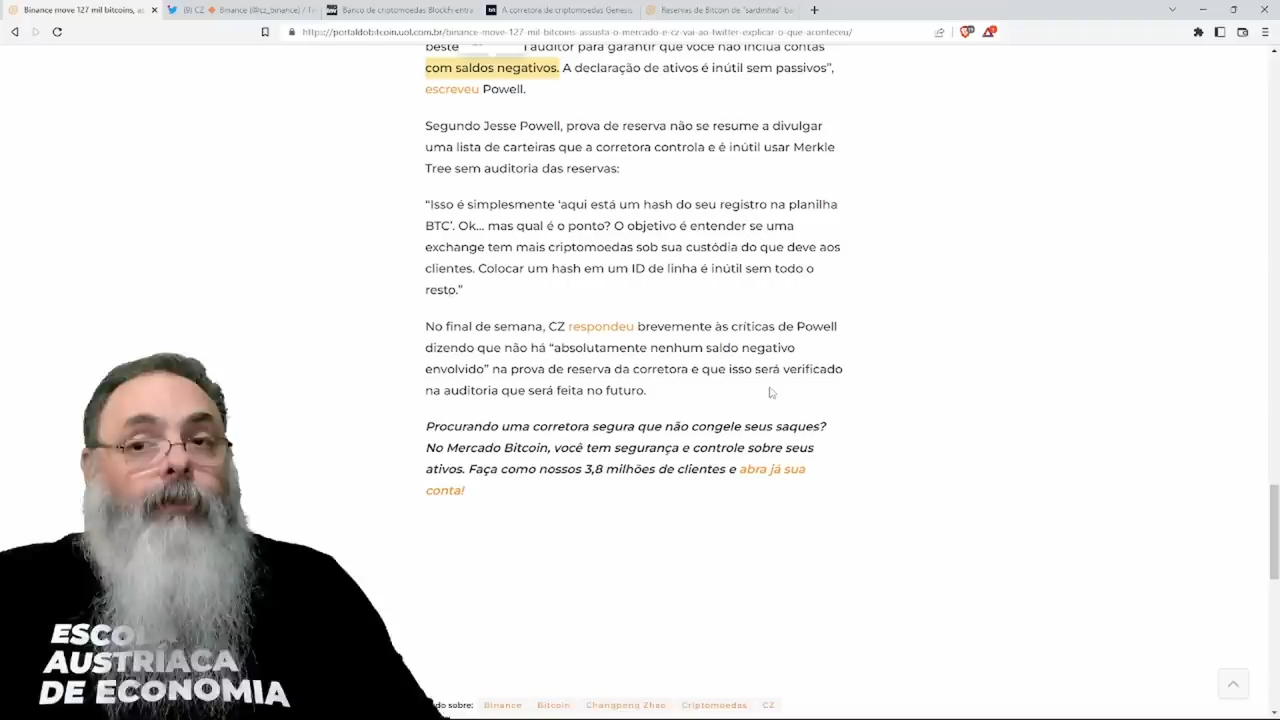 Binance move 127 mil bitcoins, as
(9) CZ Binance (@cz_binance) / Tw
Banco de criptomoedas BlockFi entra
A corretora de criptomoedas Genesis
Reservas de Bitcoin de "sardinhas" ba
https://portaldobitcoin.uol.com.br/binance-move-127-mil-bitcoins-assusta-o-mercado-e-cz-vai-ao-twitter-explicar-o-que-aconteceu/
auditor para garantir que você não inclua contas
com saldos negativos. A declaração de ativos é inútil sem passivos”,
escreveu Powell.
Segundo Jesse Powell, prova de reserva não se resume a divulgar
uma lista de carteiras que a corretora controla e é inútil usar Merkle
Tree sem auditoria das reservas:
“Isso é simplesmente ‘aqui está um hash do seu registro na planilha
BTC’. Ok… mas qual é o ponto? O objetivo é entender se uma
exchange tem mais criptomoedas sob sua custódia do que deve aos
clientes. Colocar um hash em um ID de linha é inútil sem todo o
resto.”
No final de semana, CZ respondeu brevemente às críticas de Powell
dizendo que não há “absolutamente nenhum saldo negativo
envolvido” na prova de reserva da corretora e que isso será verificado
na auditoria que será feita no futuro.
Procurando uma corretora segura que não congele seus saques?
No Mercado Bitcoin, você tem segurança e controle sobre seus
ativos. Faça como nossos 3,8 milhões de clientes e abra já sua
conta!
ESCO
AUSTRÍACA
DE ECONOMIA
do sobre: Binance Bitcoin Changpeng Zhao Criptomoedas CZ